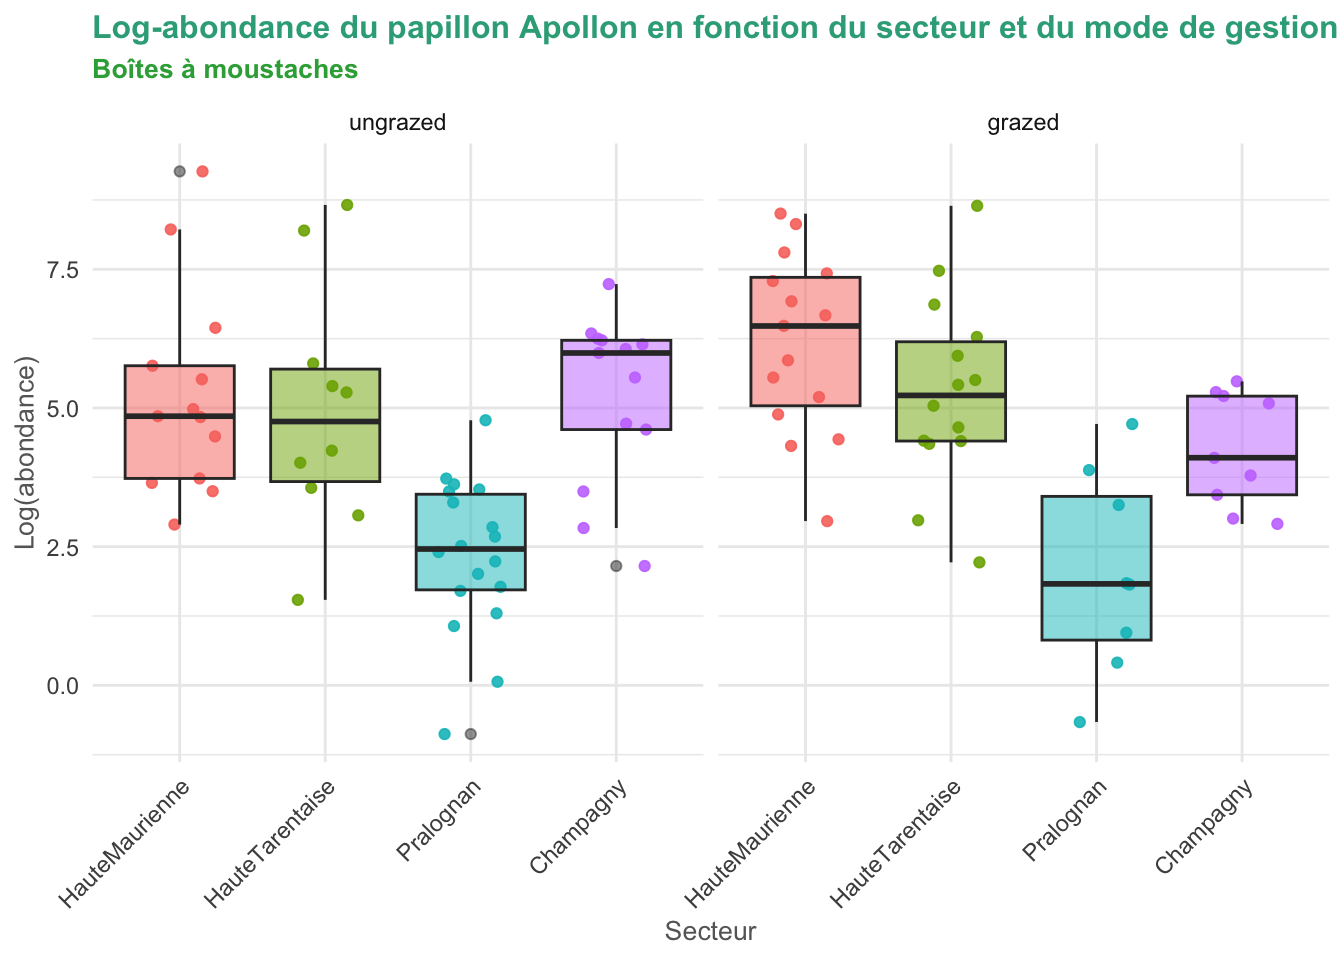 Log-abondance du papillon Apollon en fonction du secteur et du mode de gestion
Boîtes à moustaches
ungrazed
grazed
Log(abondance)
7.5
5.0
2.5
0.0
HauteMaurienne
HauteTarentaise
Pralognan
Champagny
HauteMaurienne
HauteTarentaise
Pralognan
Champagny
Secteur